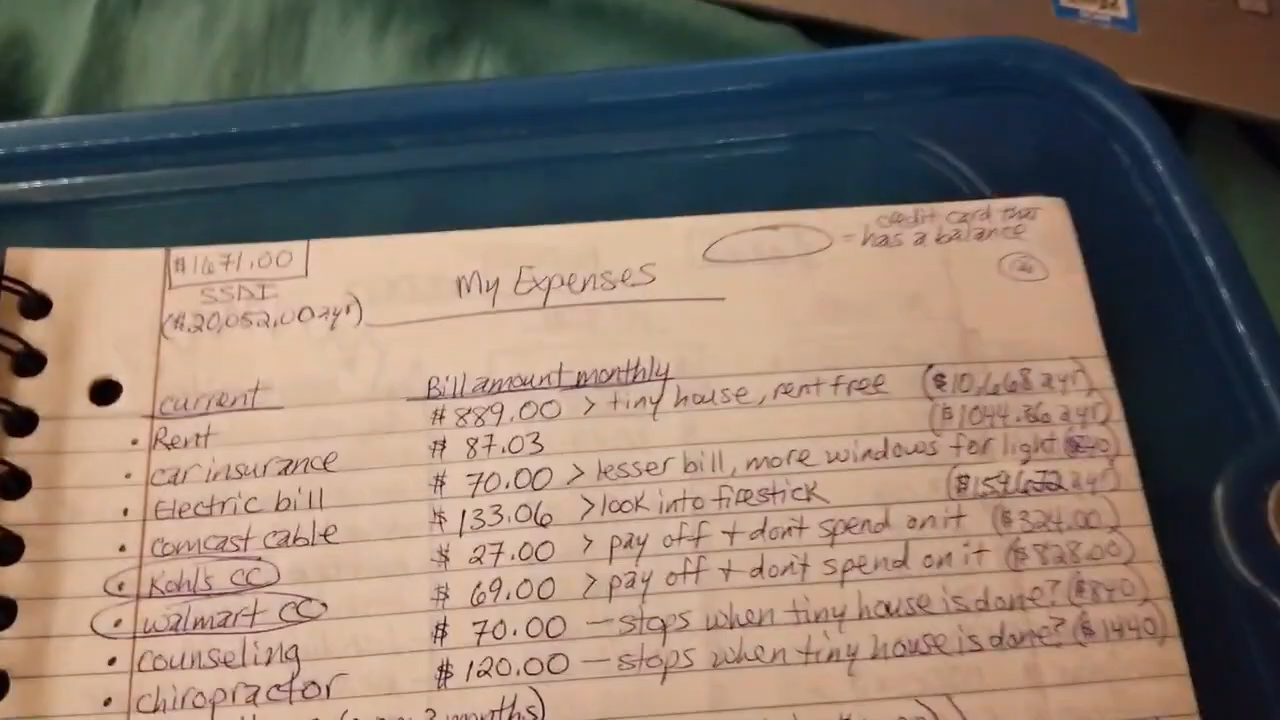 credit card that
= has a balance
$1671.00
SSDI
($20,052.00 a yr)
My Expenses
current Bill amount monthly
• Rent $889.00 > tiny house, rent free ($10,668 a yr)
• car insurance $87.03 ($1044.36 a yr)
• Electric bill $70.00 > lesser bill, more windows for light
• comcast cable $133.06 > look into firestick ($1596.72 a yr)
• Kohl's CC $27.00 > pay off + don't spend on it ($324.00)
• walmart CC $69.00 > pay off + don't spend on it ($828.00)
• counseling $70.00 - stops when tiny house is done? ($840)
• chiropractor $120.00 - stops when tiny house is done? ($1440)
months)